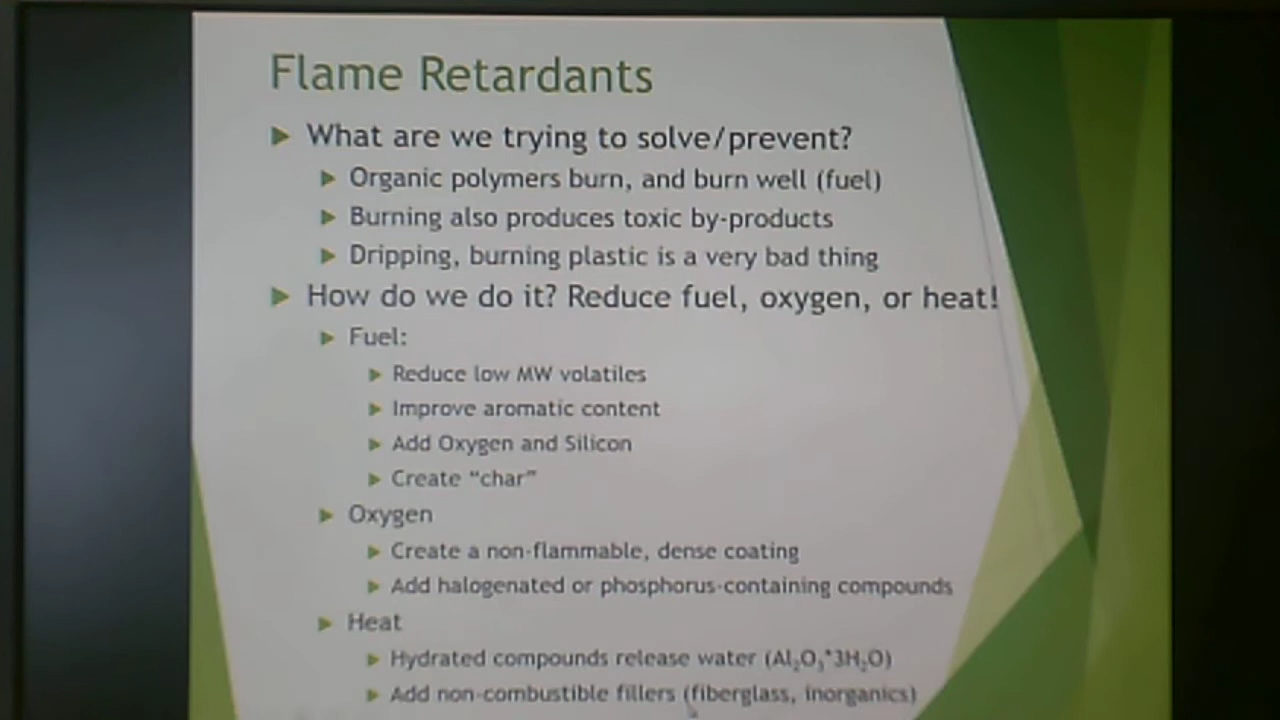 Flame Retardants
What are we trying to solve/prevent?
Organic polymers burn, and burn well (fuel)
Burning also produces toxic by-products
Dripping, burning plastic is a very bad thing
How do we do it? Reduce fuel, oxygen, or heat!
Fuel:
Reduce low MW volatiles
Improve aromatic content
Add Oxygen and Silicon
Create “char”
Oxygen
Create a non-flammable, dense coating
Add halogenated or phosphorus-containing compounds
Heat
Hydrated compounds release water (Al₂O₃*3H₂O)
Add non-combustible fillers (fiberglass, inorganics)